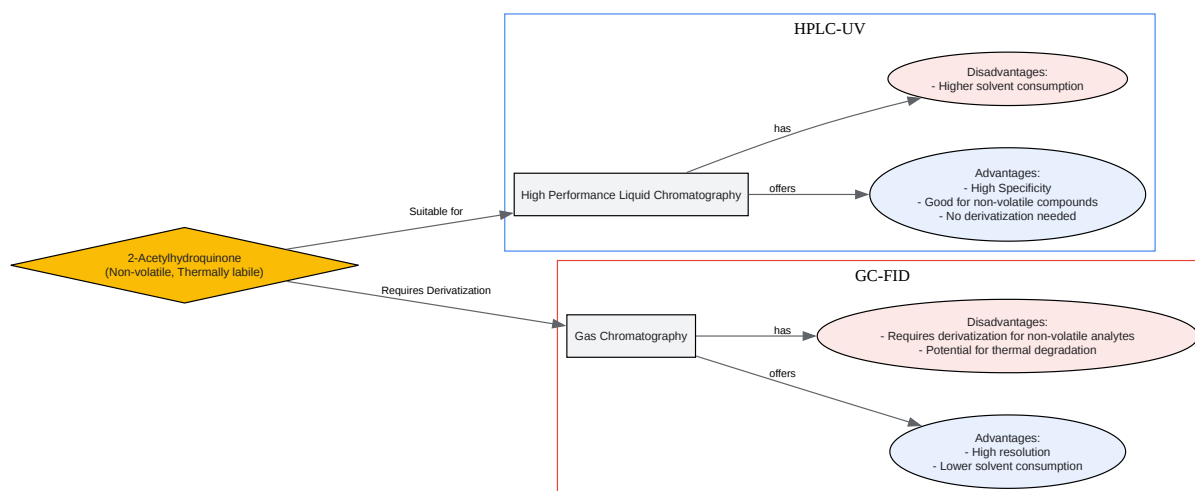 HPLC-UV
Disadvantages:
- Higher solvent consumption
has
High Performance Liquid Chromatography
offers
Advantages:
- High Specificity
- Good for non-volatile compounds
- No derivatization needed
Suitable for
2-Acetylhydroquinone
(Non-volatile, Thermally labile)
Requires Derivatization
GC-FID
Gas Chromatography
has
Disadvantages:
- Requires derivatization for non-volatile analytes
- Potential for thermal degradation
offers
Advantages:
- High resolution
- Lower solvent consumption